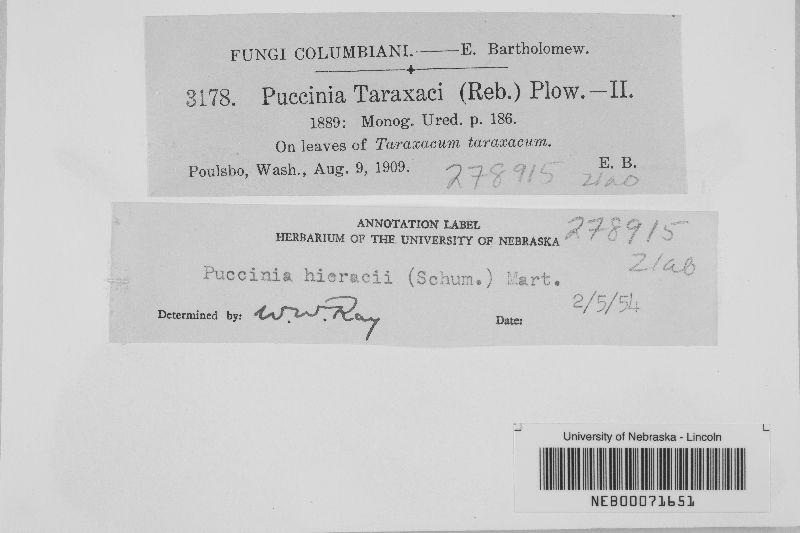 FUNGI COLUMBIANI.——E. Bartholomew.
3178. Puccinia Taraxaci (Reb.) Plow.—II.
1889: Monog. Ured. p. 186.
On leaves of Taraxacum taraxacum.
Poulsbo, Wash., Aug. 9, 1909. E. B.
278915 21ab
ANNOTATION LABEL
HERBARIUM OF THE UNIVERSITY OF NEBRASKA 278915
21ab
Puccinia hieracii (Schum.) Mart.
Determined by: W.W. Ray Date: 2/5/54
University of Nebraska - Lincoln
NEB00071651